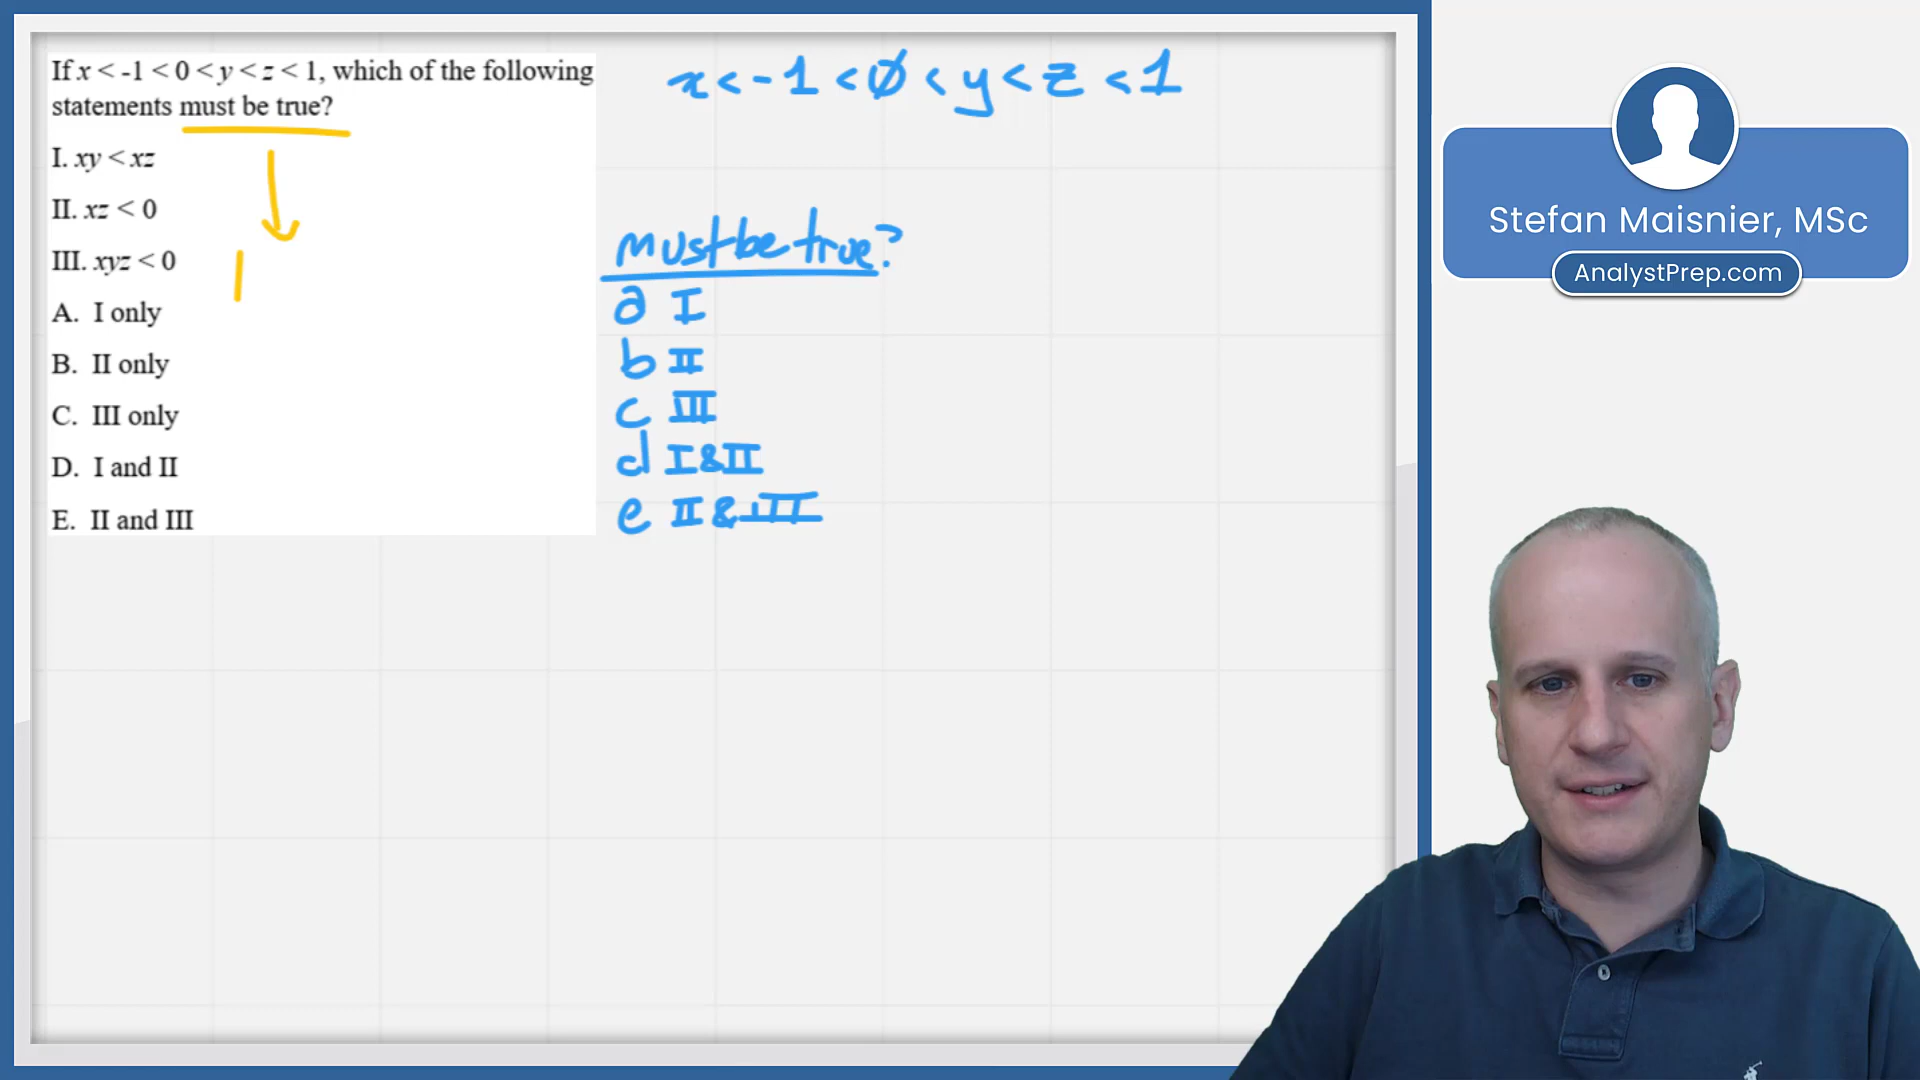 If x < -1 < 0 < y < z < 1, which of the following
statements must be true?
I. xy < xz
II. xz < 0
III. xyz < 0
A. I only
B. II only
C. III only
D. I and II
E. II and III
x < -1 < 0 < y < z < 1
must be true?
a I
b II
c III
d I & II
e II & III
Stefan Maisnier, MSc
AnalystPrep.com